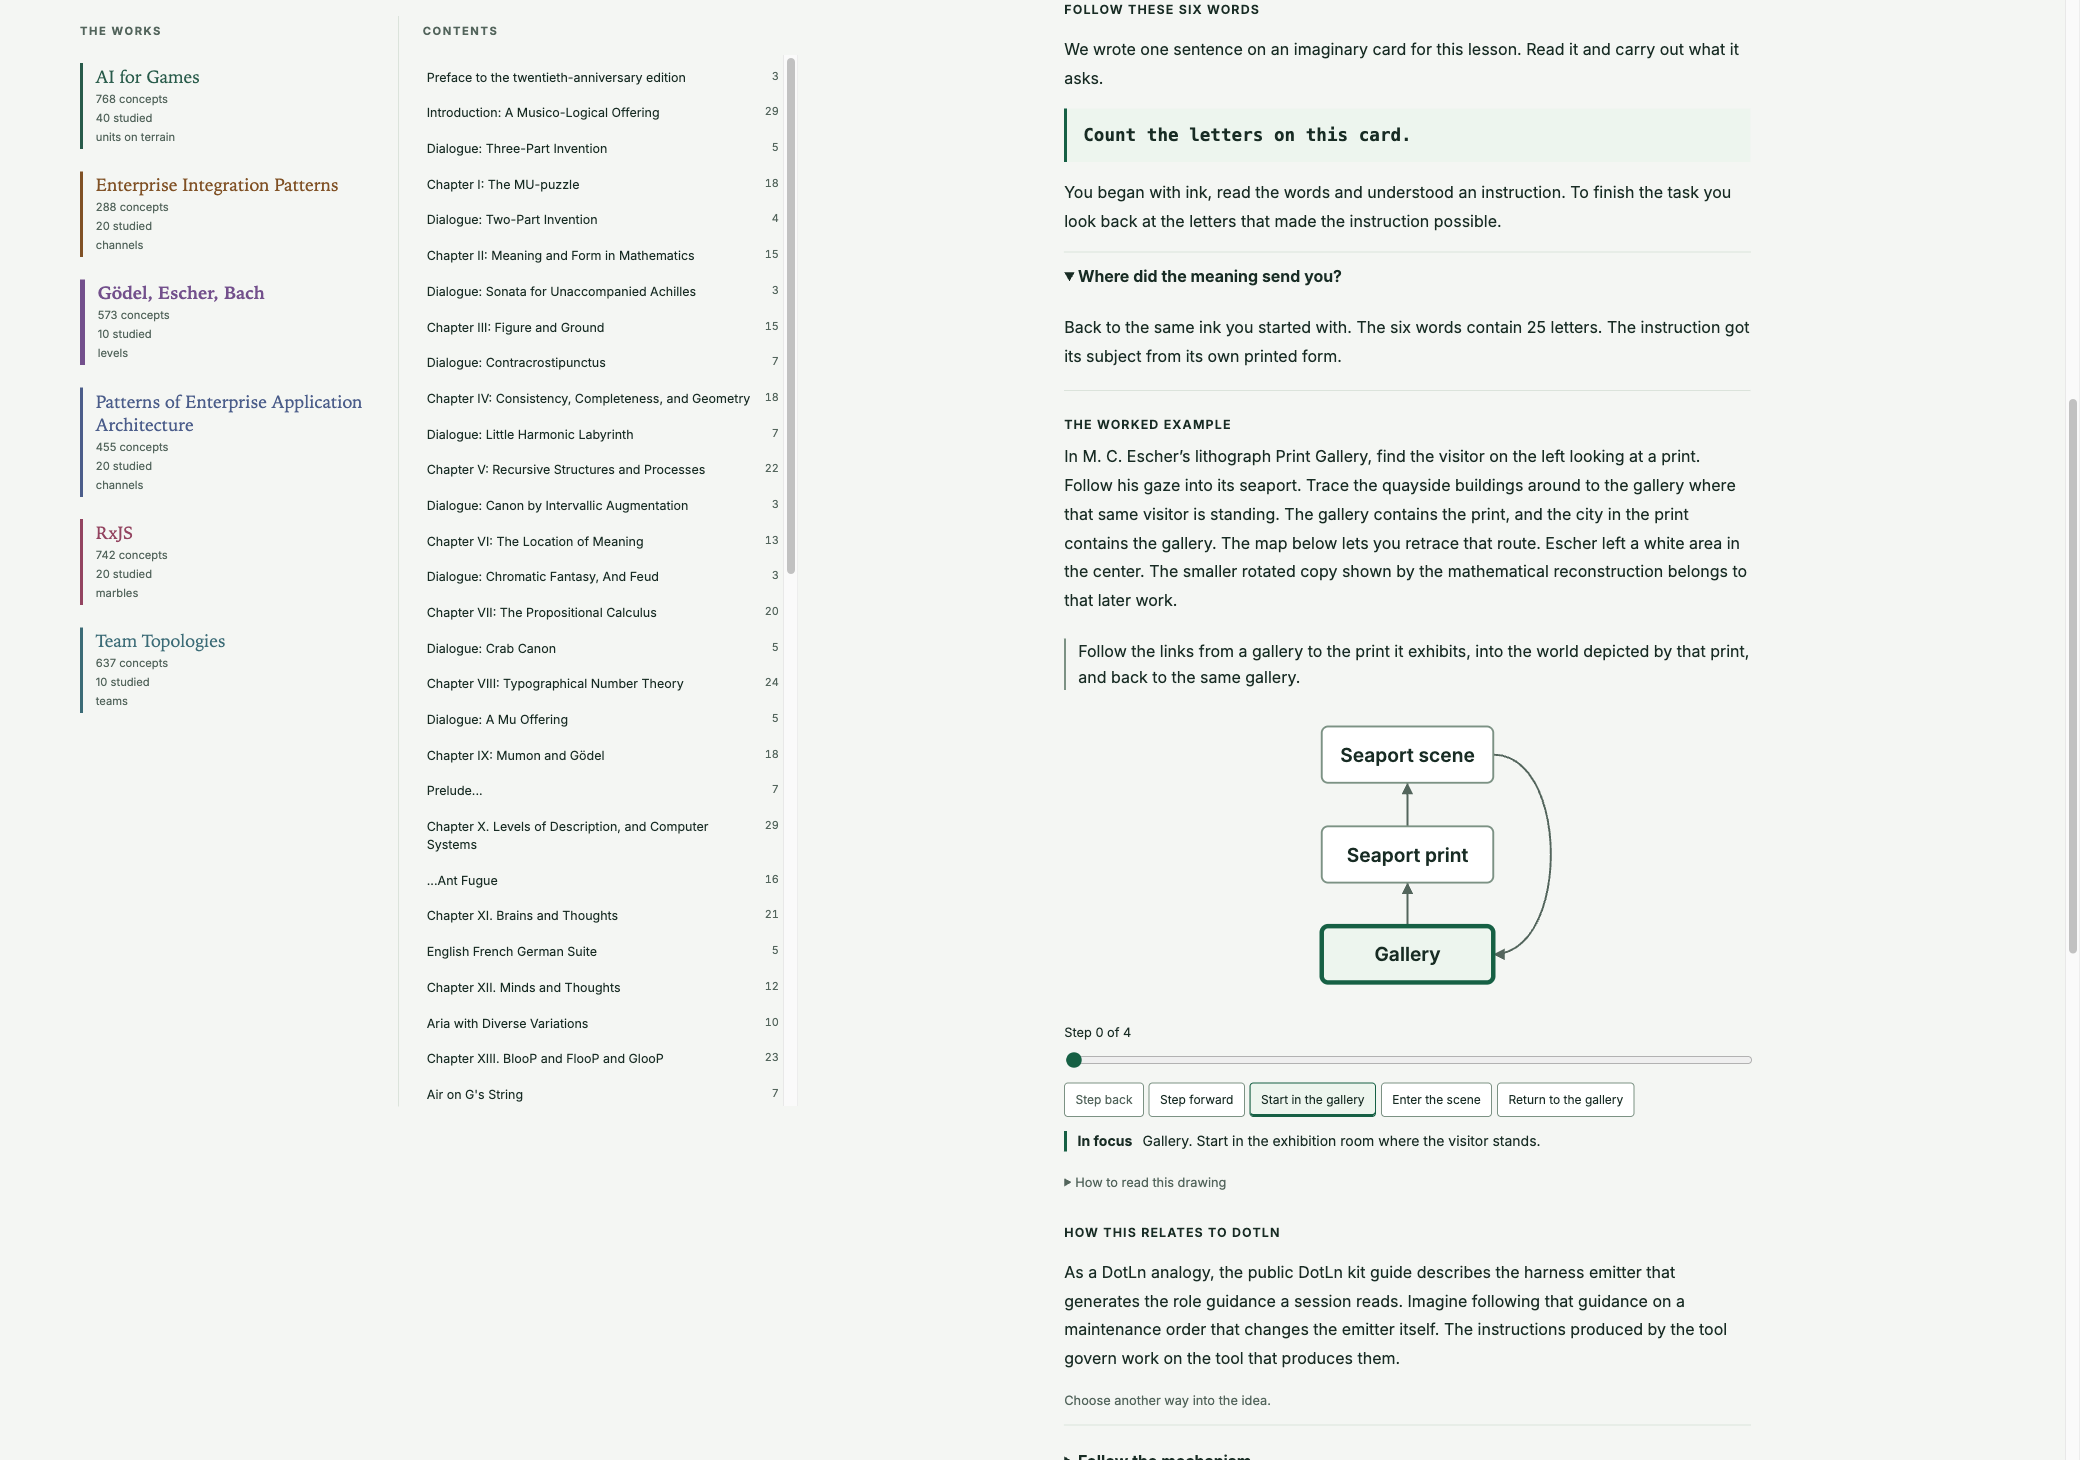 THE WORKS
AI for Games
768 concepts
40 studied
units on terrain
Enterprise Integration Patterns
288 concepts
20 studied
channels
Gödel, Escher, Bach
573 concepts
10 studied
levels
Patterns of Enterprise Application
Architecture
455 concepts
20 studied
channels
RxJS
742 concepts
20 studied
marbles
Team Topologies
637 concepts
10 studied
teams
CONTENTS
Preface to the twentieth-anniversary edition 3
Introduction: A Musico-Logical Offering 29
Dialogue: Three-Part Invention 5
Chapter I: The MU-puzzle 18
Dialogue: Two-Part Invention 4
Chapter II: Meaning and Form in Mathematics 15
Dialogue: Sonata for Unaccompanied Achilles 3
Chapter III: Figure and Ground 15
Dialogue: Contracrostipunctus 7
Chapter IV: Consistency, Completeness, and Geometry 18
Dialogue: Little Harmonic Labyrinth 7
Chapter V: Recursive Structures and Processes 22
Dialogue: Canon by Intervallic Augmentation 3
Chapter VI: The Location of Meaning 13
Dialogue: Chromatic Fantasy, And Feud 3
Chapter VII: The Propositional Calculus 20
Dialogue: Crab Canon 5
Chapter VIII: Typographical Number Theory 24
Dialogue: A Mu Offering 5
Chapter IX: Mumon and Gödel 18
Prelude... 7
Chapter X. Levels of Description, and Computer 29
Systems
...Ant Fugue 16
Chapter XI. Brains and Thoughts 21
English French German Suite 5
Chapter XII. Minds and Thoughts 12
Aria with Diverse Variations 10
Chapter XIII. BlooP and FlooP and GlooP 23
Air on G's String 7
FOLLOW THESE SIX WORDS
We wrote one sentence on an imaginary card for this lesson. Read it and carry out what it
asks.
Count the letters on this card.
You began with ink, read the words and understood an instruction. To finish the task you
look back at the letters that made the instruction possible.
▼ Where did the meaning send you?
Back to the same ink you started with. The six words contain 25 letters. The instruction got
its subject from its own printed form.
THE WORKED EXAMPLE
In M. C. Escher’s lithograph Print Gallery, find the visitor on the left looking at a print.
Follow his gaze into its seaport. Trace the quayside buildings around to the gallery where
that same visitor is standing. The gallery contains the print, and the city in the print
contains the gallery. The map below lets you retrace that route. Escher left a white area in
the center. The smaller rotated copy shown by the mathematical reconstruction belongs to
that later work.
Follow the links from a gallery to the print it exhibits, into the world depicted by that print,
and back to the same gallery.
Seaport scene
Seaport print
Gallery
Step 0 of 4
Step back Step forward Start in the gallery Enter the scene Return to the gallery
In focus Gallery. Start in the exhibition room where the visitor stands.
▶ How to read this drawing
HOW THIS RELATES TO DOTLN
As a DotLn analogy, the public DotLn kit guide describes the harness emitter that
generates the role guidance a session reads. Imagine following that guidance on a
maintenance order that changes the emitter itself. The instructions produced by the tool
govern work on the tool that produces them.
Choose another way into the idea.
▶ Follow the mechanism